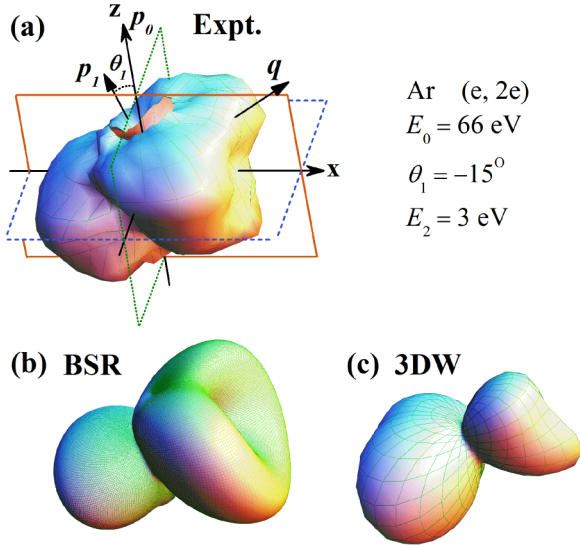 (a)
z
p₀
Expt.
p₁
θ₁
q
x
Ar (e, 2e)
E₀ = 66 eV
θ₁ = −15°
E₂ = 3 eV
(b) BSR
(c) 3DW